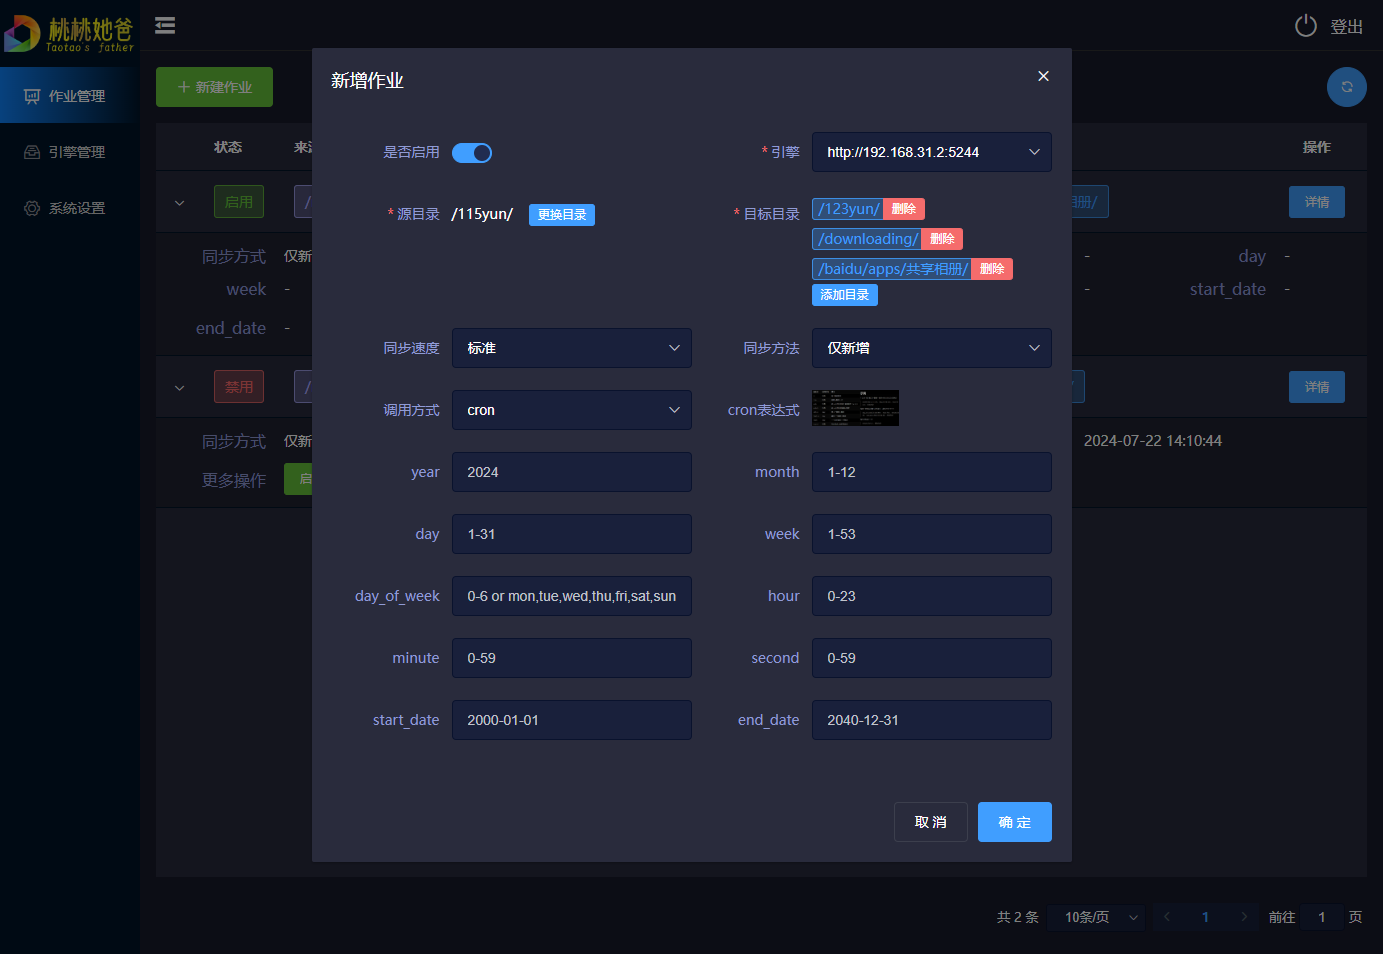 桃桃她爸
Taotao's father
登出
作业管理
引擎管理
系统设置
新建作业
状态
操作
启用
/
相册/
详情
同步方式
仅新
-
day
-
week
-
-
start_date
-
end_date
-
禁用
/
/
详情
同步方式
仅新
2024-07-22 14:10:44
更多操作
启
新增作业
是否启用
* 引擎
http://192.168.31.2:5244
* 源目录
/115yun/
更换目录
* 目标目录
/123yun/
删除
/downloading/
删除
/baidu/apps/共享相册/
删除
添加目录
同步速度
标准
同步方法
仅新增
调用方式
cron
cron表达式
year
2024
month
1-12
day
1-31
week
1-53
day_of_week
0-6 or mon,tue,wed,thu,fri,sat,sun
hour
0-23
minute
0-59
second
0-59
start_date
2000-01-01
end_date
2040-12-31
取 消
确 定
共 2 条
10条/页
1
前往
1
页